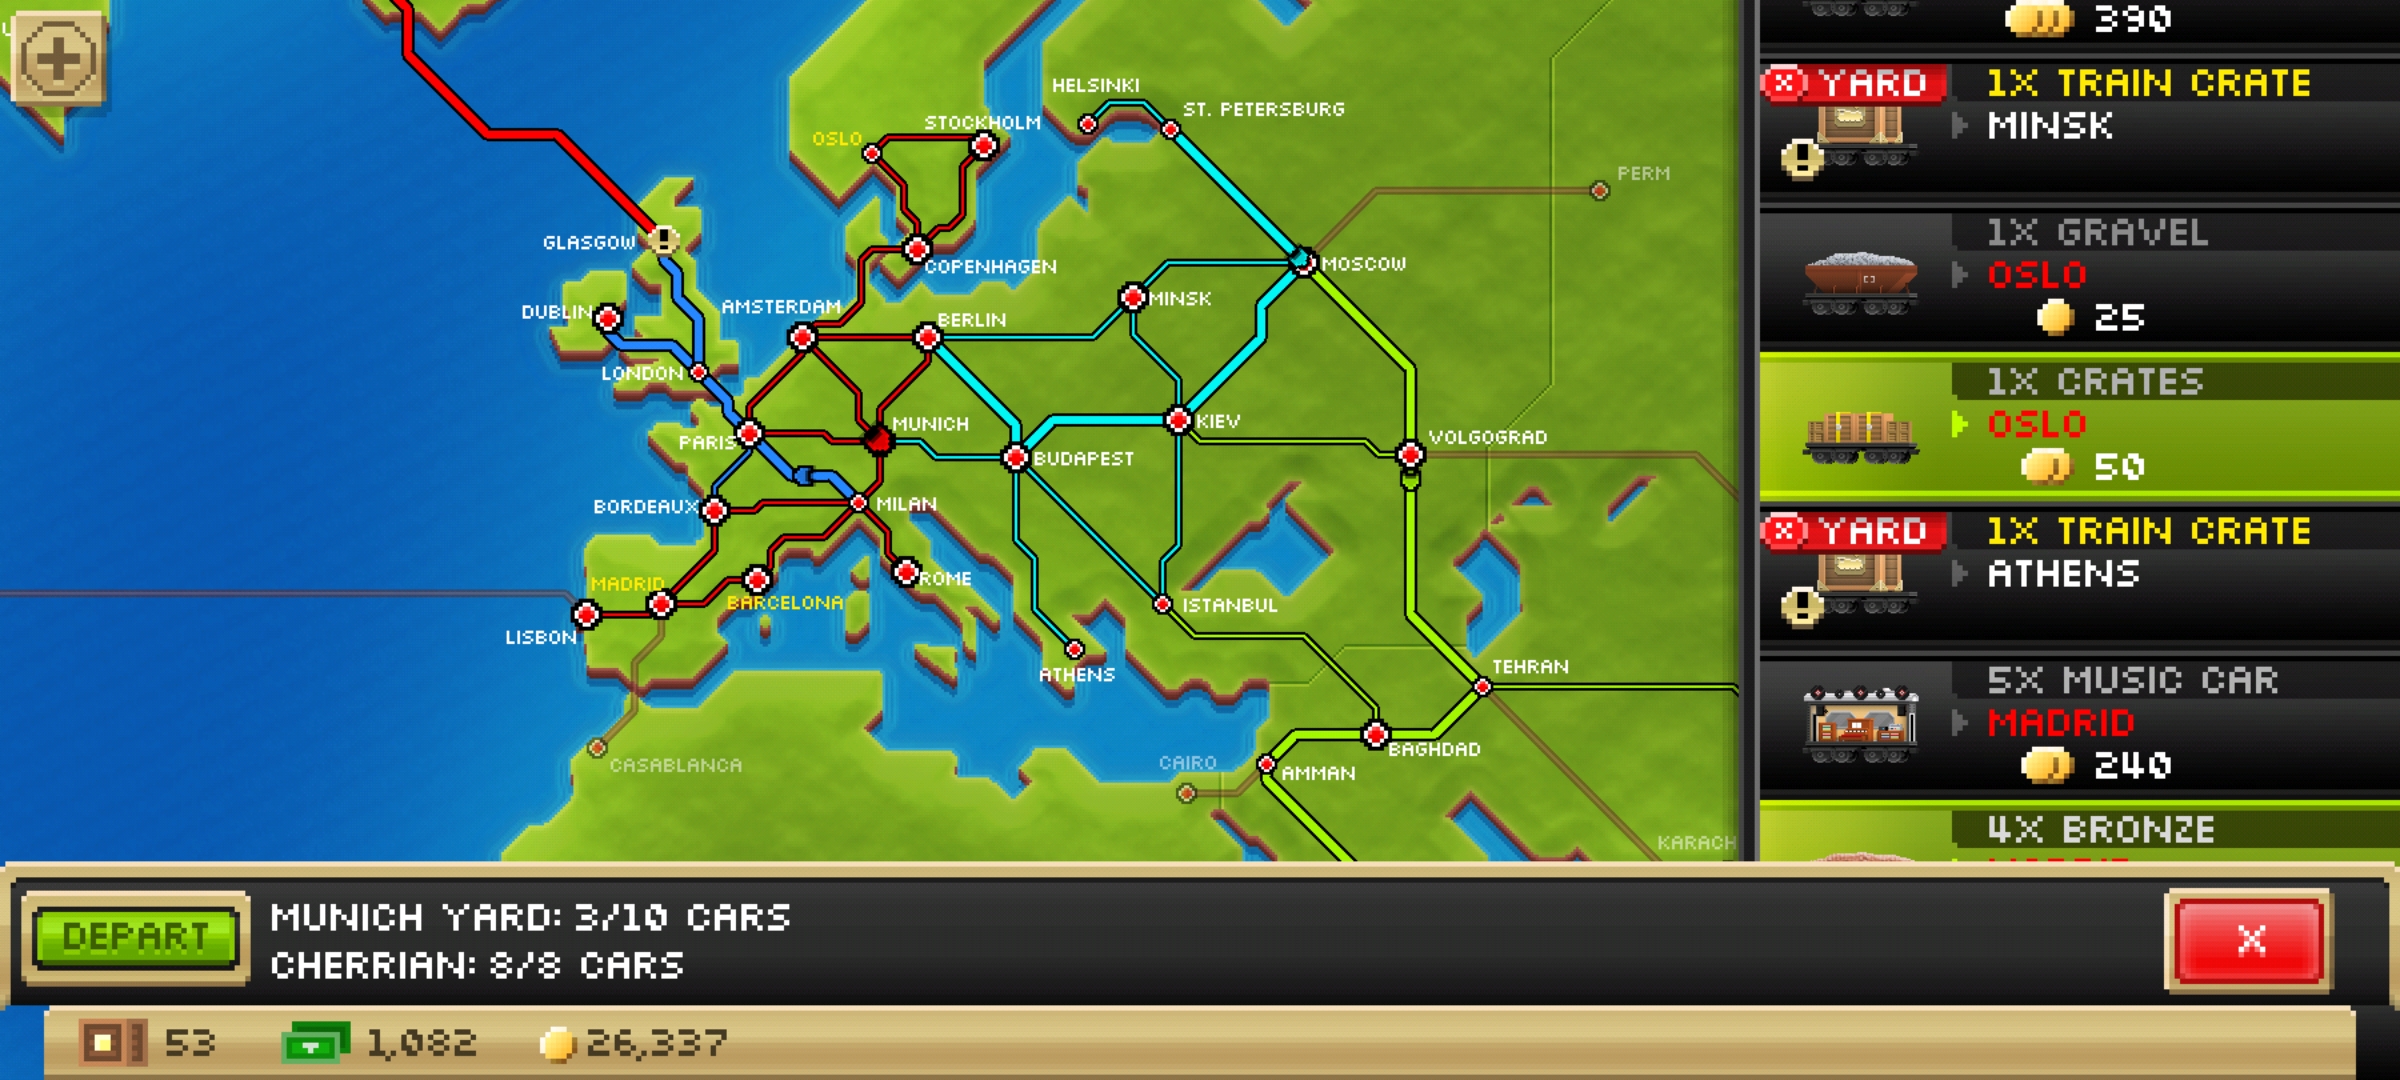 390
HELSINKI
YARD
1X TRAIN CRATE
MINSK
ST. PETERSBURG
STOCKHOLM
OSLO
PERM
GLASGOW
COPENHAGEN
MOSCOW
1X GRAVEL
OSLO
25
DUBLIN
AMSTERDAM
BERLIN
MINSK
LONDON
1X CRATES
OSLO
50
PARIS
MUNICH
KIEV
VOLGOGRAD
BUDAPEST
BORDEAUX
MILAN
YARD
1X TRAIN CRATE
ATHENS
MADRID
BARCELONA
ROME
ISTANBUL
LISBON
ATHENS
TEHRAN
5X MUSIC CAR
MADRID
240
CASABLANCA
CAIRO
AMMAN
BAGHDAD
KARACH
4X BRONZE
DEPART
MUNICH YARD: 3/10 CARS
CHERRIAN: 8/8 CARS
X
53
1,082
26,337